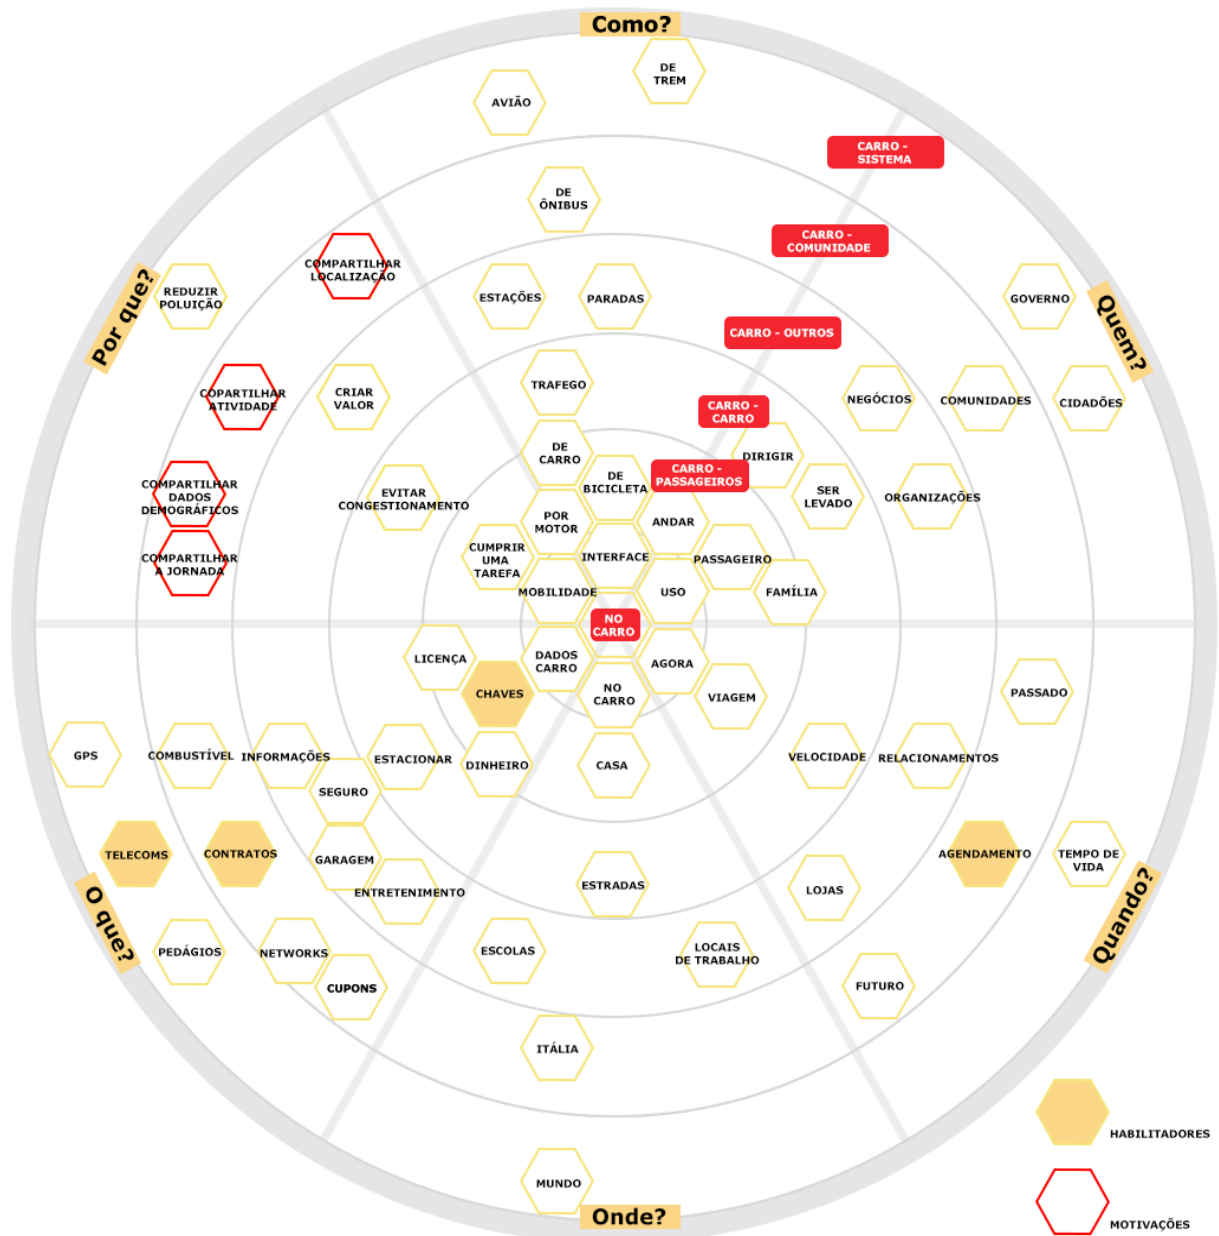 Como?
DE
TREM
AVIÃO
CARRO -
SISTEMA
DE
ÔNIBUS
CARRO -
COMUNIDADE
COMPARTILHAR
LOCALIZAÇÃO
Por que?
REDUZIR
POLUIÇÃO
ESTAÇÕES
PARADAS
GOVERNO
Quem?
CARRO - OUTROS
TRAFEGO
COPARTILHAR
ATIVIDADE
CRIAR
VALOR
NEGÓCIOS
COMUNIDADES
CIDADÕES
CARRO -
CARRO
DE
CARRO
DIRIGIR
CARRO -
PASSAGEIROS
DE
BICICLETA
COMPARTILHAR
DADOS
DEMOGRÁFICOS
EVITAR
CONGESTIONAMENTO
SER
LEVADO
ORGANIZAÇÕES
POR
MOTOR
ANDAR
COMPARTILHAR
A JORNADA
CUMPRIR
UMA
TAREFA
INTERFACE
PASSAGEIRO
MOBILIDADE
USO
FAMÍLIA
NO
CARRO
LICENÇA
DADOS
CARRO
AGORA
CHAVES
NO
CARRO
VIAGEM
PASSADO
GPS
COMBUSTÍVEL
INFORMAÇÕES
ESTACIONAR
DINHEIRO
CASA
VELOCIDADE
RELACIONAMENTOS
SEGURO
TELECOMS
CONTRATOS
GARAGEM
AGENDAMENTO
TEMPO DE
VIDA
ENTRETENIMENTO
ESTRADAS
LOJAS
O que?
Quando?
PEDÁGIOS
NETWORKS
ESCOLAS
LOCAIS
DE TRABALHO
CUPONS
FUTURO
ITÁLIA
HABILITADORES
MUNDO
Onde?
MOTIVAÇÕES